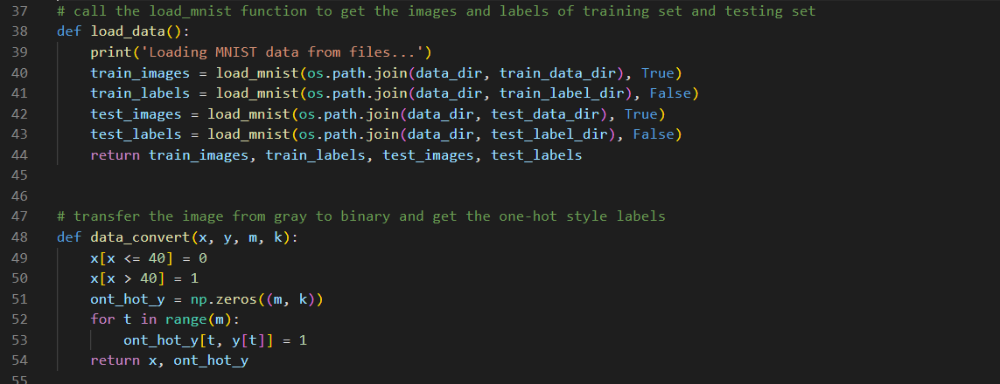 37 # call the load_mnist function to get the images and labels of training set and testing set
38 def load_data():
39     print('Loading MNIST data from files...')
40     train_images = load_mnist(os.path.join(data_dir, train_data_dir), True)
41     train_labels = load_mnist(os.path.join(data_dir, train_label_dir), False)
42     test_images = load_mnist(os.path.join(data_dir, test_data_dir), True)
43     test_labels = load_mnist(os.path.join(data_dir, test_label_dir), False)
44     return train_images, train_labels, test_images, test_labels
45
46
47 # transfer the image from gray to binary and get the one-hot style labels
48 def data_convert(x, y, m, k):
49     x[x <= 40] = 0
50     x[x > 40] = 1
51     ont_hot_y = np.zeros((m, k))
52     for t in range(m):
53         ont_hot_y[t, y[t]] = 1
54     return x, ont_hot_y
55